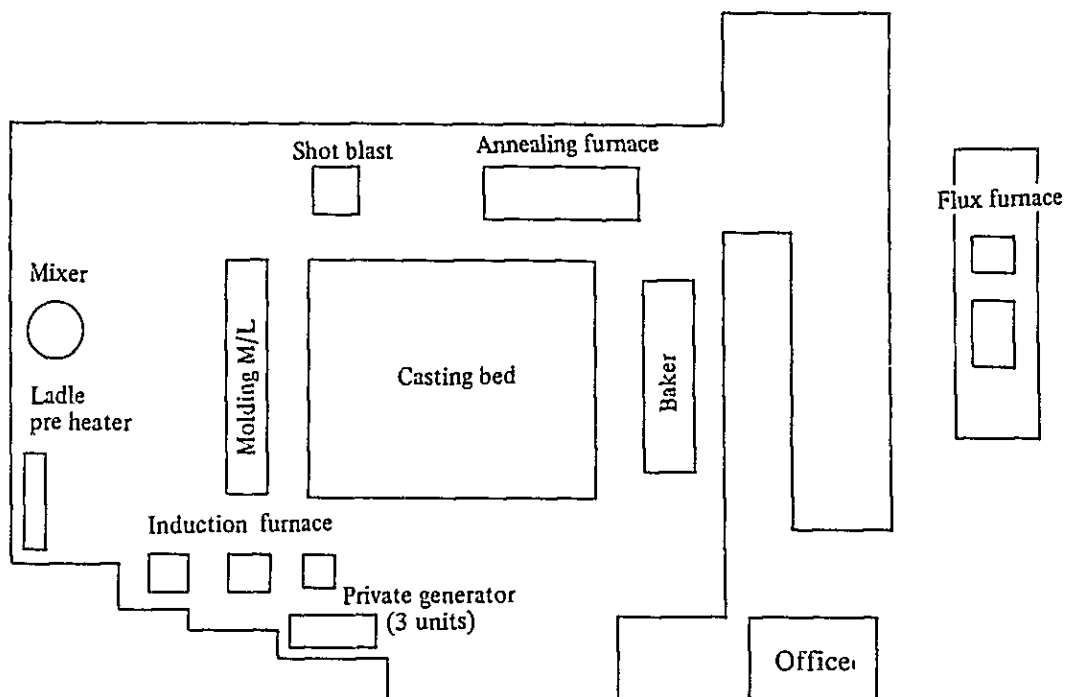 Shot blast
Annealing furnace
Flux furnace
Mixer
Molding M/L
Casting bed
Baker
Ladle
pre heater
Induction furnace
Private generator
(3 units)
Office